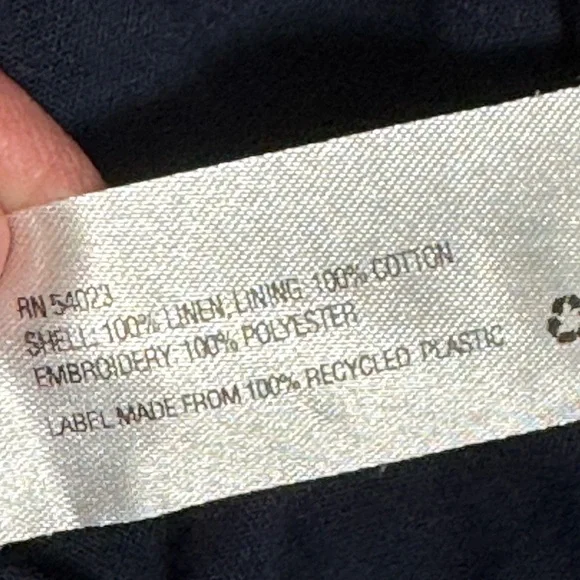 RN 54023
SHELL: 100% LINEN, LINING: 100% COTTON
EMBROIDERY: 100% POLYESTER
LABEL MADE FROM 100% RECYCLED PLASTIC